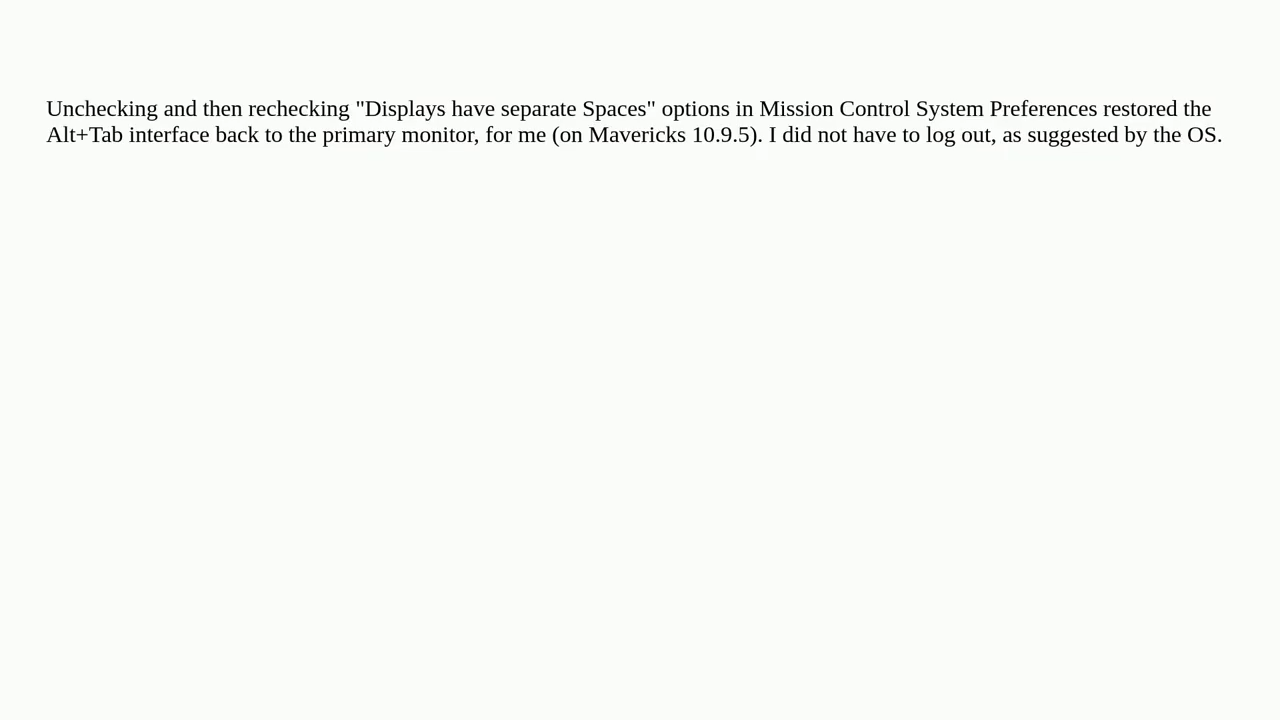 Unchecking and then rechecking "Displays have separate Spaces" options in Mission Control System Preferences restored the
Alt+Tab interface back to the primary monitor, for me (on Mavericks 10.9.5). I did not have to log out, as suggested by the OS.